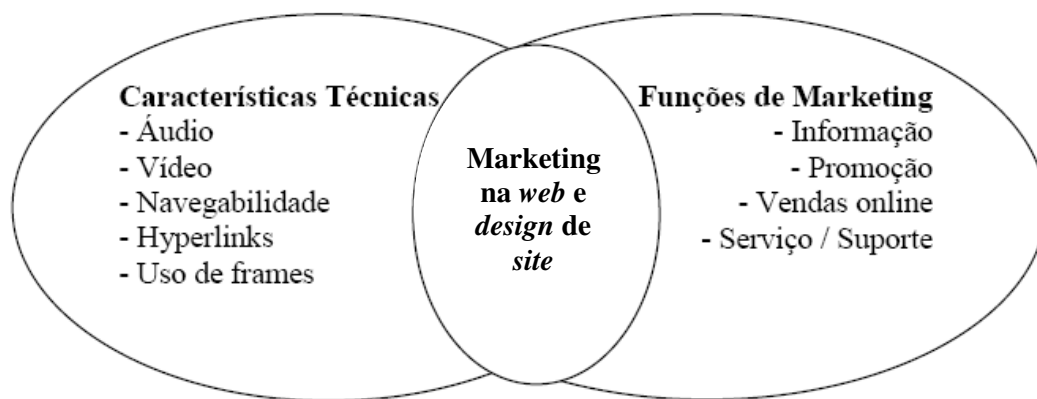 Características Técnicas
- Áudio
- Vídeo
- Navegabilidade
- Hyperlinks
- Uso de frames
Marketing
na web e
design de
site
Funções de Marketing
- Informação
- Promoção
- Vendas online
- Serviço / Suporte